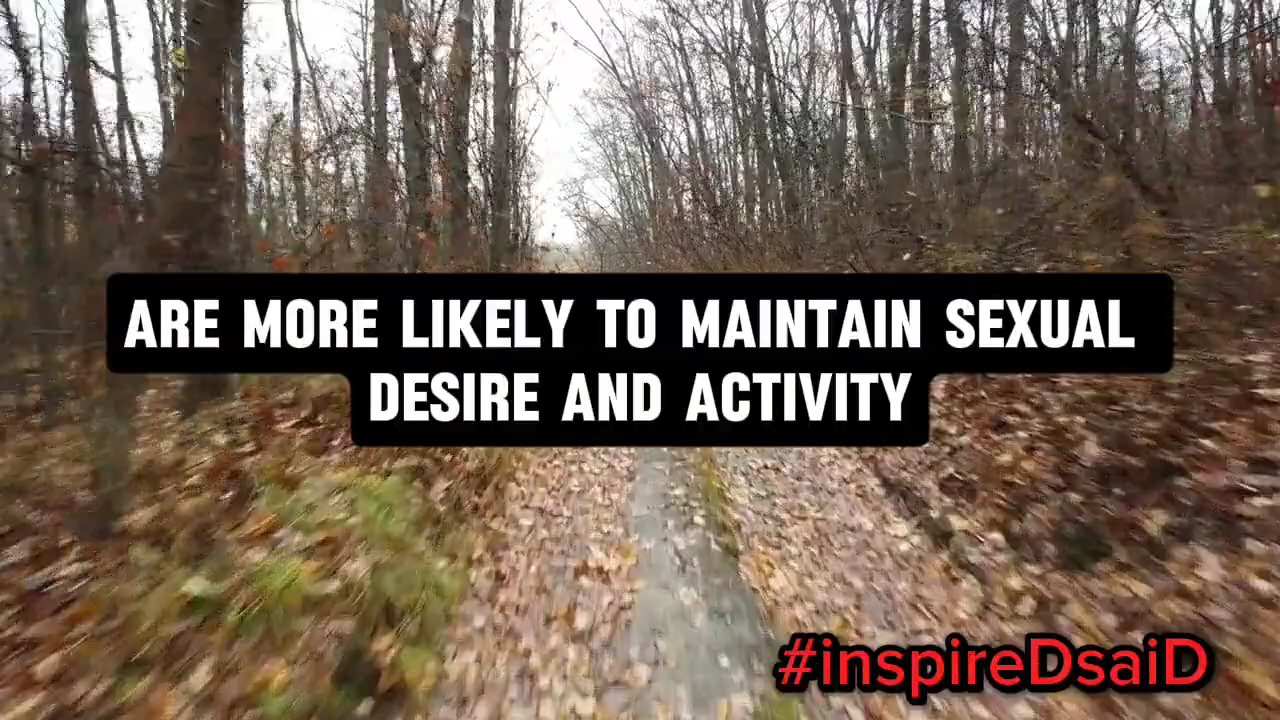 ARE MORE LIKELY TO MAINTAIN SEXUAL
DESIRE AND ACTIVITY
#inspireDsaiD